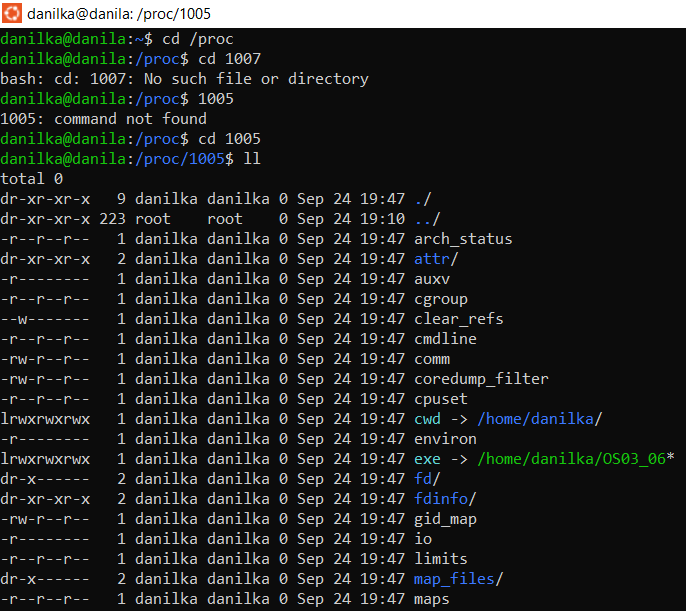 danilka@danila: /proc/1005
danilka@danila:~$ cd /proc
danilka@danila:/proc$ cd 1007
bash: cd: 1007: No such file or directory
danilka@danila:/proc$ 1005
1005: command not found
danilka@danila:/proc$ cd 1005
danilka@danila:/proc/1005$ ll
total 0
dr-xr-xr-x   9 danilka danilka 0 Sep 24 19:47 ./
dr-xr-xr-x 223 root    root    0 Sep 24 19:10 ../
-r--r--r--   1 danilka danilka 0 Sep 24 19:47 arch_status
dr-xr-xr-x   2 danilka danilka 0 Sep 24 19:47 attr/
-r--------   1 danilka danilka 0 Sep 24 19:47 auxv
-r--r--r--   1 danilka danilka 0 Sep 24 19:47 cgroup
--w-------   1 danilka danilka 0 Sep 24 19:47 clear_refs
-r--r--r--   1 danilka danilka 0 Sep 24 19:47 cmdline
-rw-r--r--   1 danilka danilka 0 Sep 24 19:47 comm
-rw-r--r--   1 danilka danilka 0 Sep 24 19:47 coredump_filter
-r--r--r--   1 danilka danilka 0 Sep 24 19:47 cpuset
lrwxrwxrwx   1 danilka danilka 0 Sep 24 19:47 cwd -> /home/danilka/
-r--------   1 danilka danilka 0 Sep 24 19:47 environ
lrwxrwxrwx   1 danilka danilka 0 Sep 24 19:47 exe -> /home/danilka/OS03_06*
dr-x------   2 danilka danilka 0 Sep 24 19:47 fd/
dr-xr-xr-x   2 danilka danilka 0 Sep 24 19:47 fdinfo/
-rw-r--r--   1 danilka danilka 0 Sep 24 19:47 gid_map
-r--------   1 danilka danilka 0 Sep 24 19:47 io
-r--r--r--   1 danilka danilka 0 Sep 24 19:47 limits
dr-x------   2 danilka danilka 0 Sep 24 19:47 map_files/
-r--r--r--   1 danilka danilka 0 Sep 24 19:47 maps